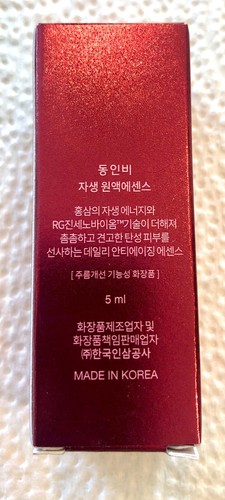 동인비
자생 원액에센스
홍삼의 자생 에너지와
RG진세노바이옴™기술이 더해져
촘촘하고 견고한 탄성 피부를
선사하는 데일리 안티에이징 에센스
[ 주름개선 기능성 화장품 ]
5 ml
화장품제조업자 및
화장품책임판매업자
㈜한국인삼공사
MADE IN KOREA